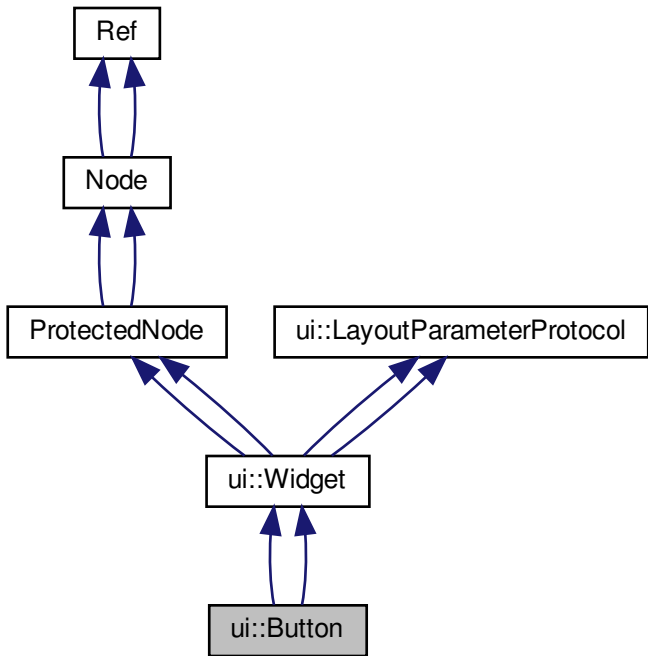 Ref
Node
ProtectedNode
ui::LayoutParameterProtocol
ui::Widget
ui::Button